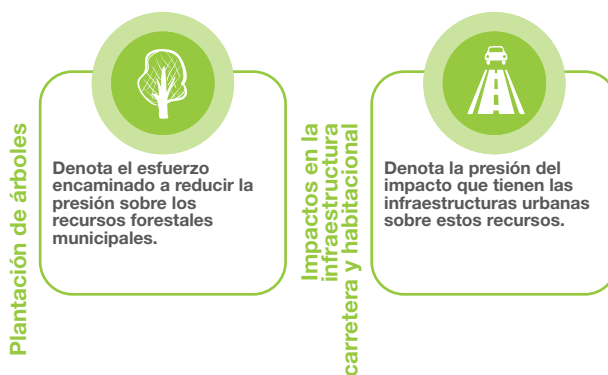 Plantación de árboles
Denota el esfuerzo
encaminado a reducir la
presión sobre los
recursos forestales
municipales.
Impactos en la
infraestructura
carretera y habitacional
Denota la presión del
impacto que tienen las
infraestructuras urbanas
sobre estos recursos.